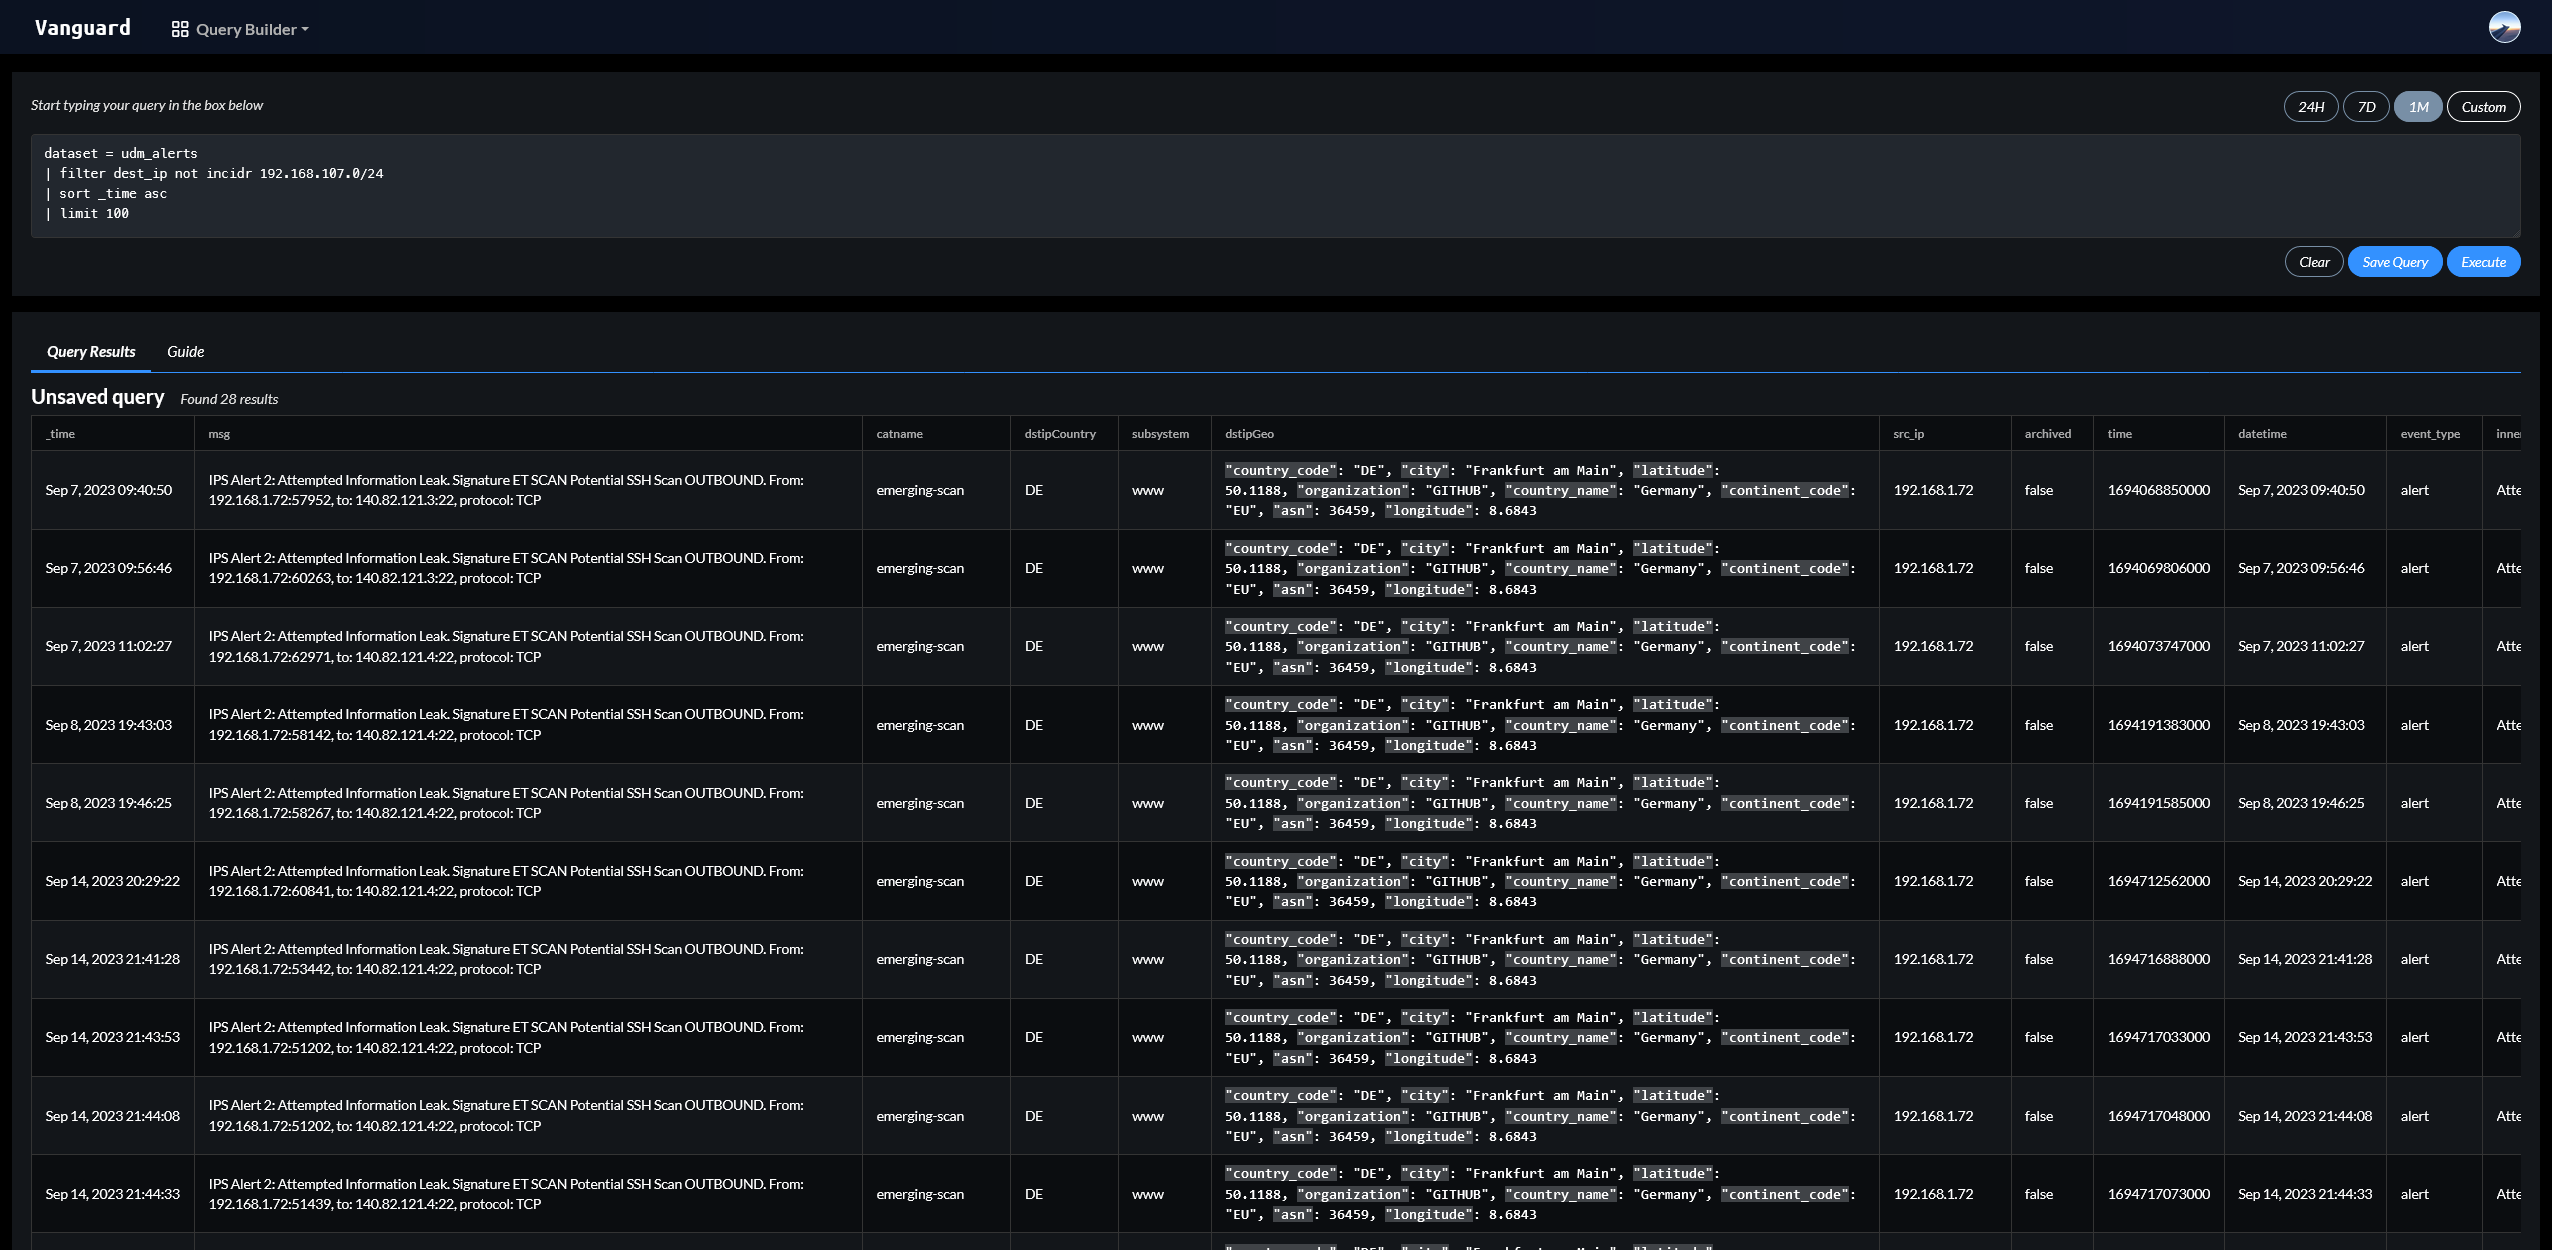 Vanguard Query Builder
Start typing your query in the box below 24H 7D 1M Custom
dataset = udm_alerts
| filter dest_ip not incidr 192.168.107.0/24
| sort _time asc
| limit 100
Clear Save Query Execute
Query Results Guide
Unsaved query Found 28 results
_time msg catname dstipCountry subsystem dstipGeo src_ip archived time datetime event_type inne
"country_code": "DE", "city": "Frankfurt am Main", "latitude":
IPS Alert 2: Attempted Information Leak. Signature ET SCAN Potential SSH Scan OUTBOUND. From:
Sep 7, 2023 09:40:50 emerging-scan DE www 50.1188, "organization": "GITHUB", "country_name": "Germany", "continent_code": 192.168.1.72 false 1694068850000 Sep 7, 2023 09:40:50 alert Atte
192.168.1.72:57952, to: 140.82.121.3:22, protocol: TCP
"EU", "asn": 36459, "longitude": 8.6843
"country_code": "DE", "city": "Frankfurt am Main", "latitude":
IPS Alert 2: Attempted Information Leak. Signature ET SCAN Potential SSH Scan OUTBOUND. From:
Sep 7, 2023 09:56:46 emerging-scan DE www 50.1188, "organization": "GITHUB", "country_name": "Germany", "continent_code": 192.168.1.72 false 1694069806000 Sep 7, 2023 09:56:46 alert Atte
192.168.1.72:60263, to: 140.82.121.3:22, protocol: TCP
"EU", "asn": 36459, "longitude": 8.6843
"country_code": "DE", "city": "Frankfurt am Main", "latitude":
IPS Alert 2: Attempted Information Leak. Signature ET SCAN Potential SSH Scan OUTBOUND. From:
Sep 7, 2023 11:02:27 emerging-scan DE www 50.1188, "organization": "GITHUB", "country_name": "Germany", "continent_code": 192.168.1.72 false 1694073747000 Sep 7, 2023 11:02:27 alert Atte
192.168.1.72:62971, to: 140.82.121.4:22, protocol: TCP
"EU", "asn": 36459, "longitude": 8.6843
"country_code": "DE", "city": "Frankfurt am Main", "latitude":
IPS Alert 2: Attempted Information Leak. Signature ET SCAN Potential SSH Scan OUTBOUND. From:
Sep 8, 2023 19:43:03 emerging-scan DE www 50.1188, "organization": "GITHUB", "country_name": "Germany", "continent_code": 192.168.1.72 false 1694191383000 Sep 8, 2023 19:43:03 alert Atte
192.168.1.72:58142, to: 140.82.121.4:22, protocol: TCP
"EU", "asn": 36459, "longitude": 8.6843
"country_code": "DE", "city": "Frankfurt am Main", "latitude":
IPS Alert 2: Attempted Information Leak. Signature ET SCAN Potential SSH Scan OUTBOUND. From:
Sep 8, 2023 19:46:25 emerging-scan DE www 50.1188, "organization": "GITHUB", "country_name": "Germany", "continent_code": 192.168.1.72 false 1694191585000 Sep 8, 2023 19:46:25 alert Atte
192.168.1.72:58267, to: 140.82.121.4:22, protocol: TCP
"EU", "asn": 36459, "longitude": 8.6843
"country_code": "DE", "city": "Frankfurt am Main", "latitude":
IPS Alert 2: Attempted Information Leak. Signature ET SCAN Potential SSH Scan OUTBOUND. From:
Sep 14, 2023 20:29:22 emerging-scan DE www 50.1188, "organization": "GITHUB", "country_name": "Germany", "continent_code": 192.168.1.72 false 1694712562000 Sep 14, 2023 20:29:22 alert Atte
192.168.1.72:60841, to: 140.82.121.4:22, protocol: TCP
"EU", "asn": 36459, "longitude": 8.6843
"country_code": "DE", "city": "Frankfurt am Main", "latitude":
IPS Alert 2: Attempted Information Leak. Signature ET SCAN Potential SSH Scan OUTBOUND. From:
Sep 14, 2023 21:41:28 emerging-scan DE www 50.1188, "organization": "GITHUB", "country_name": "Germany", "continent_code": 192.168.1.72 false 1694716888000 Sep 14, 2023 21:41:28 alert Atte
192.168.1.72:53442, to: 140.82.121.4:22, protocol: TCP
"EU", "asn": 36459, "longitude": 8.6843
"country_code": "DE", "city": "Frankfurt am Main", "latitude":
IPS Alert 2: Attempted Information Leak. Signature ET SCAN Potential SSH Scan OUTBOUND. From:
Sep 14, 2023 21:43:53 emerging-scan DE www 50.1188, "organization": "GITHUB", "country_name": "Germany", "continent_code": 192.168.1.72 false 1694717033000 Sep 14, 2023 21:43:53 alert Atte
192.168.1.72:51202, to: 140.82.121.4:22, protocol: TCP
"EU", "asn": 36459, "longitude": 8.6843
"country_code": "DE", "city": "Frankfurt am Main", "latitude":
IPS Alert 2: Attempted Information Leak. Signature ET SCAN Potential SSH Scan OUTBOUND. From:
Sep 14, 2023 21:44:08 emerging-scan DE www 50.1188, "organization": "GITHUB", "country_name": "Germany", "continent_code": 192.168.1.72 false 1694717048000 Sep 14, 2023 21:44:08 alert Atte
192.168.1.72:51202, to: 140.82.121.4:22, protocol: TCP
"EU", "asn": 36459, "longitude": 8.6843
"country_code": "DE", "city": "Frankfurt am Main", "latitude":
IPS Alert 2: Attempted Information Leak. Signature ET SCAN Potential SSH Scan OUTBOUND. From:
Sep 14, 2023 21:44:33 emerging-scan DE www 50.1188, "organization": "GITHUB", "country_name": "Germany", "continent_code": 192.168.1.72 false 1694717073000 Sep 14, 2023 21:44:33 alert Atte
192.168.1.72:51439, to: 140.82.121.4:22, protocol: TCP
"EU", "asn": 36459, "longitude": 8.6843